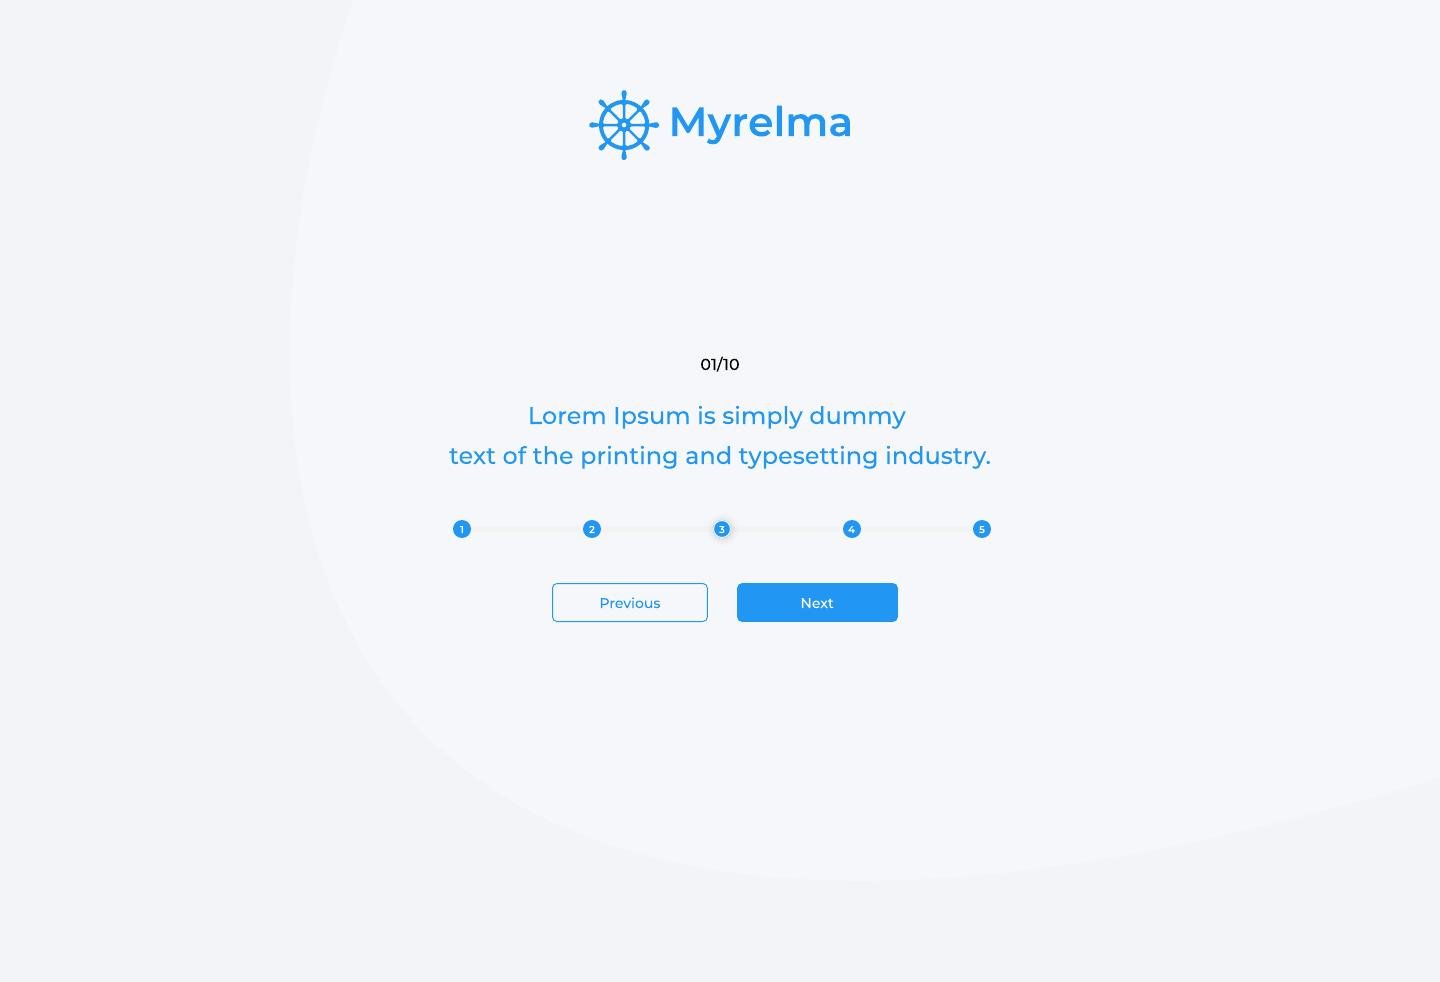 Myrelma
01/10
Lorem Ipsum is simply dummy
text of the printing and typesetting industry.
1 2 3 4 5
Previous Next